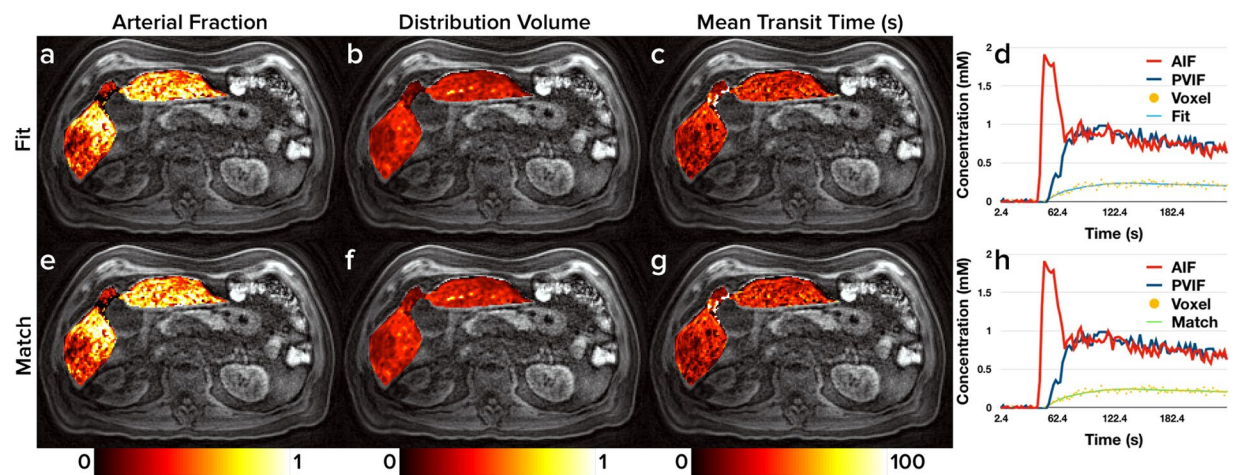 Arterial Fraction Distribution Volume Mean Transit Time (s)
Fit
a
b
c
d
2
1.5
1
0.5
0
Concentration (mM)
AIF
PVIF
Voxel
Fit
2.4 62.4 122.4 182.4
Time (s)
Match
e
f
g
h
2
1.5
1
0.5
0
Concentration (mM)
AIF
PVIF
Voxel
Match
2.4 62.4 122.4 182.4
Time (s)
0 1 0 1 0 100